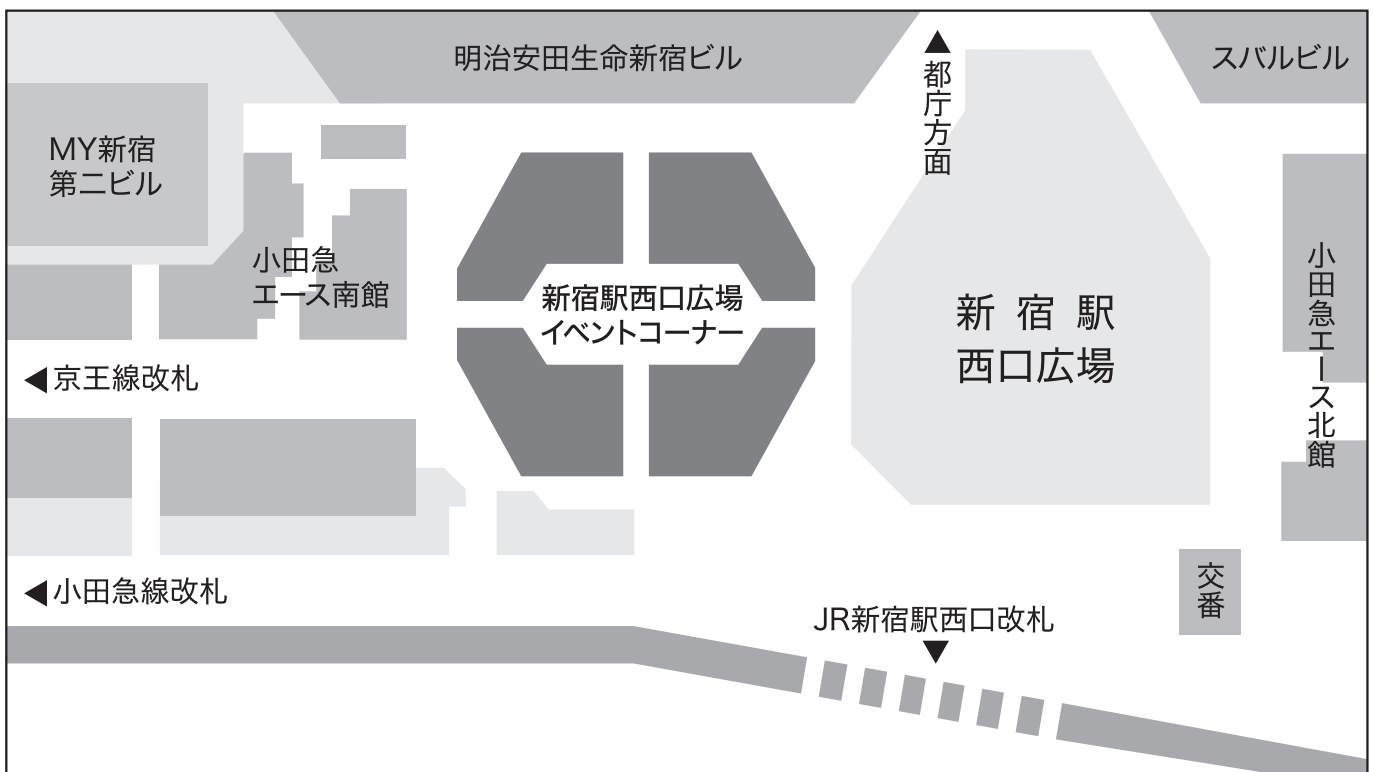 明治安田生命新宿ビル
▲
都庁方面
スバルビル
MY新宿
第二ビル
小田急
エース南館
新宿駅西口広場
イベントコーナー
新 宿 駅
西口広場
小田急エース北館
◀京王線改札
◀小田急線改札
交番
JR新宿駅西口改札
▼